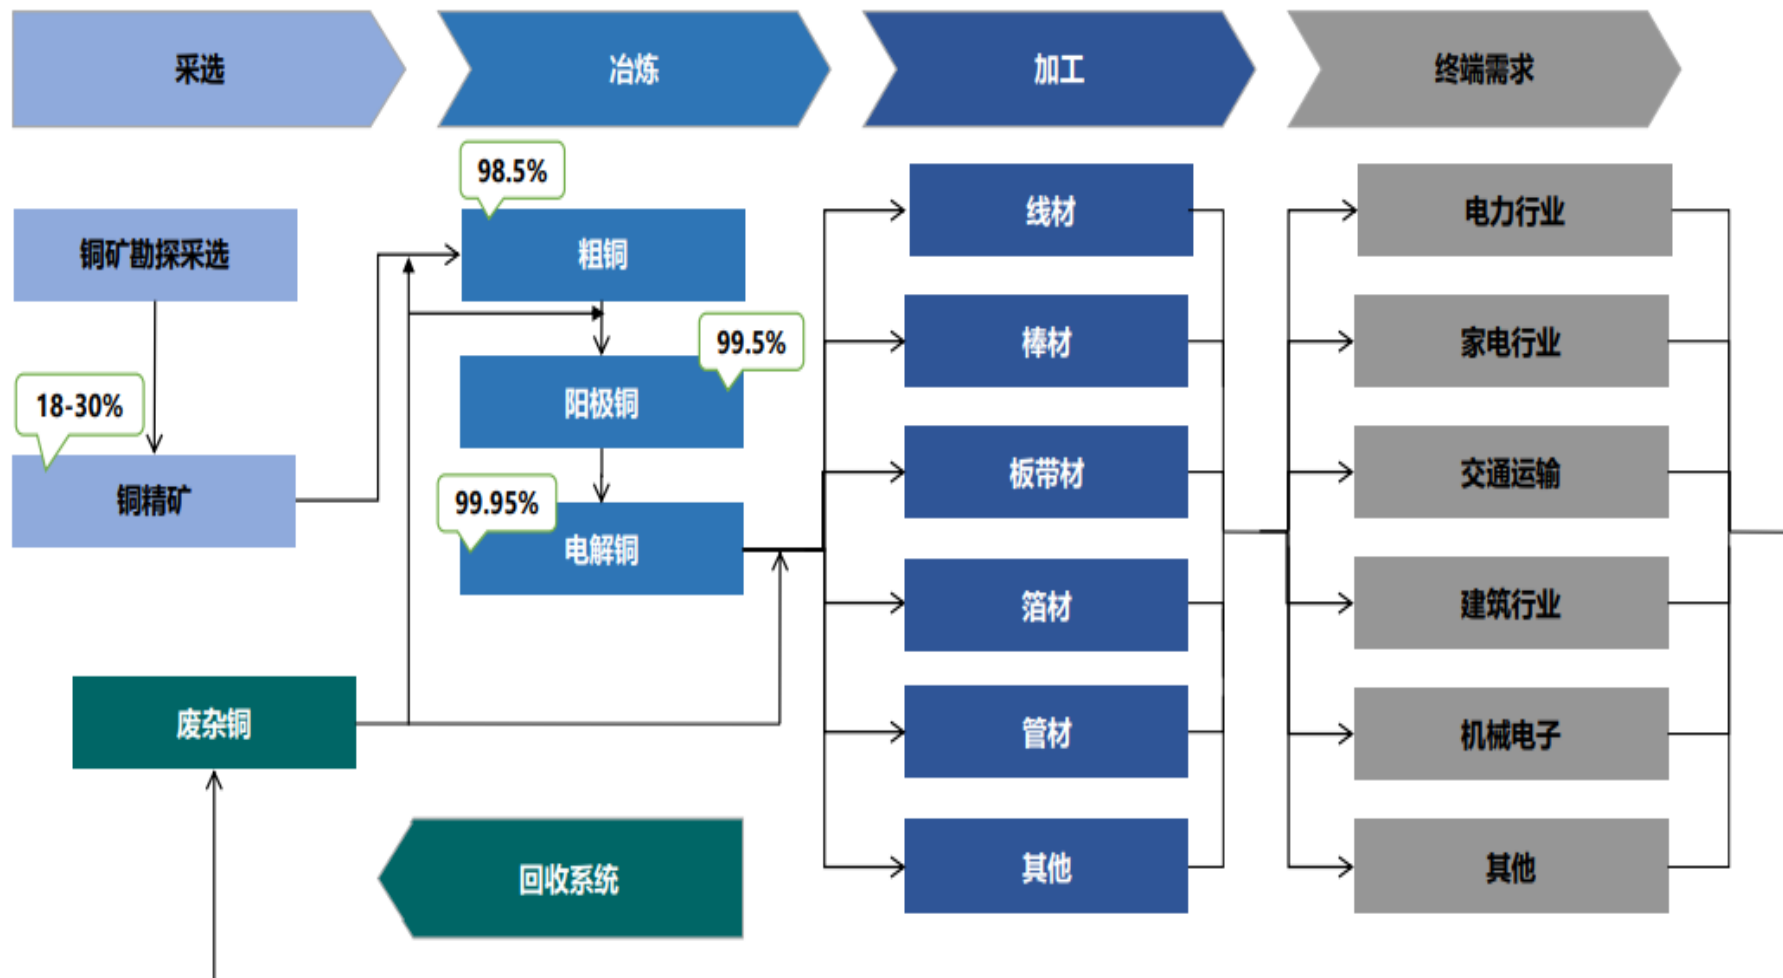 采选
冶炼
加工
终端需求
98.5%
铜矿勘探采选
粗铜
线材
电力行业
99.5%
棒材
家电行业
18-30%
阳极铜
铜精矿
99.95%
电解铜
板带材
交通运输
箔材
建筑行业
废杂铜
管材
机械电子
回收系统
其他
其他